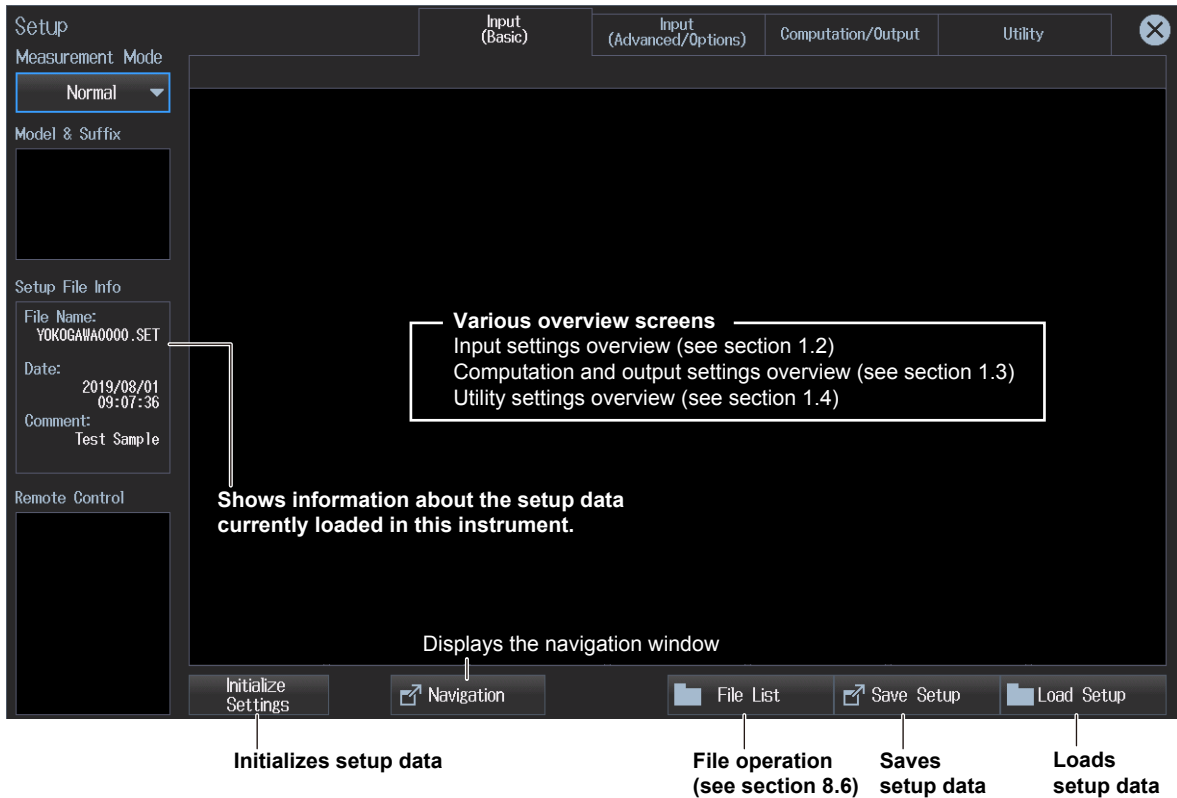 Setup
Input
(Basic)
Input
(Advanced/Options)
Computation/Output
Utility
Measurement Mode
Normal
Model & Suffix
Setup File Info
File Name:
YOKOGAWA0000.SET
Date:
2019/08/01
09:07:36
Comment:
Test Sample
Remote Control
Various overview screens
Input settings overview (see section 1.2)
Computation and output settings overview (see section 1.3)
Utility settings overview (see section 1.4)
Shows information about the setup data
currently loaded in this instrument.
Displays the navigation window
Initialize
Settings
Navigation
File List
Save Setup
Load Setup
Initializes setup data
File operation
(see section 8.6)
Saves
setup data
Loads
setup data